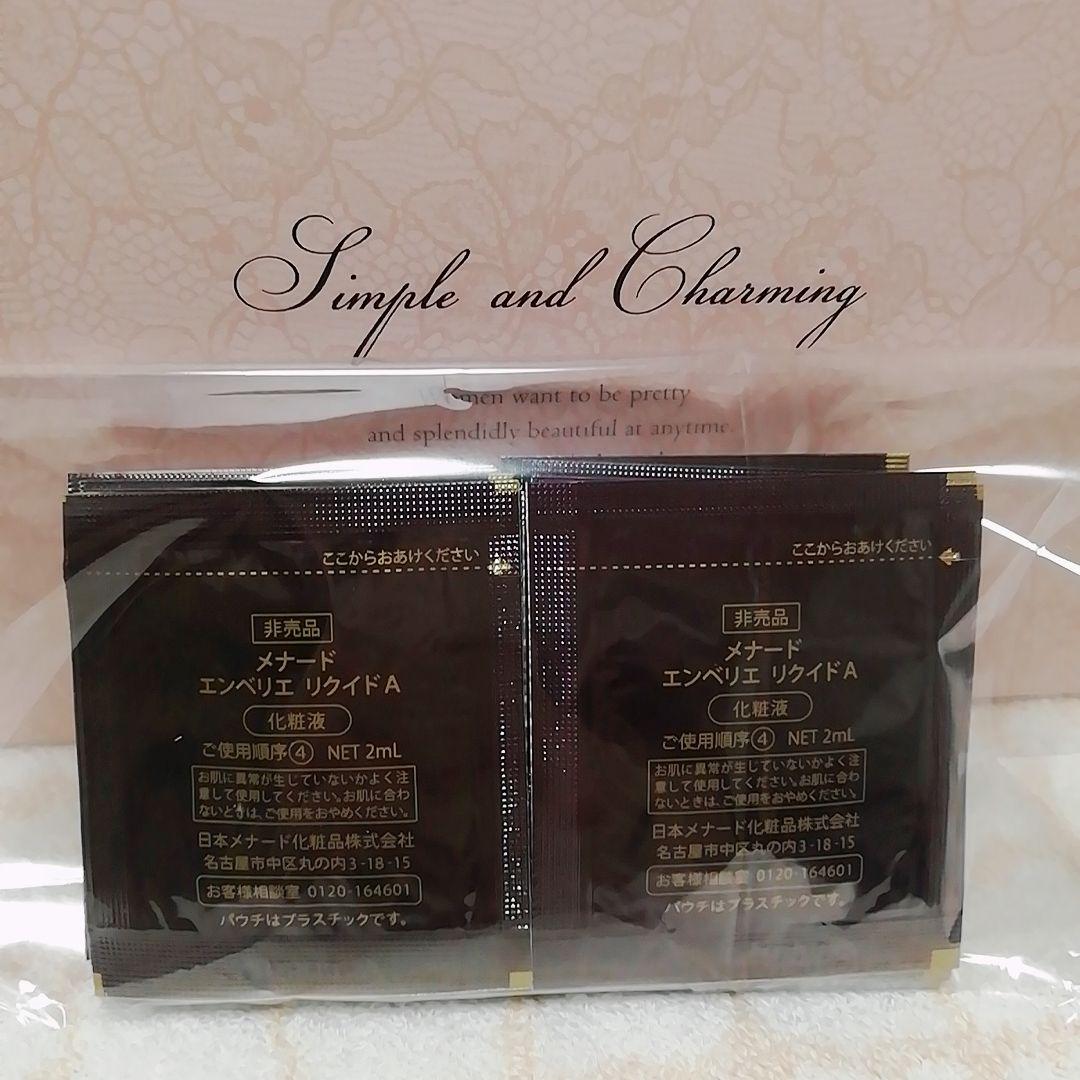 Simple and Charming
men want to be pretty
and splendidly beautiful at anytime.
ここからおあけください
非売品
メナード
エンベリエ リクイドA
化粧液
ご使用順序④ NET 2mL
お肌に異常が生じていないかよく注
意して使用してください。お肌に合わ
ないときは、ご使用をおやめください。
日本メナード化粧品株式会社
名古屋市中区丸の内3-18-15
お客様相談室 0120-164601
パウチはプラスチックです。
ここからおあけください
非売品
メナード
エンベリエ リクイドA
化粧液
ご使用順序④ NET 2mL
お肌に異常が生じていないかよく注
意して使用してください。お肌に合わ
ないときは、ご使用をおやめください。
日本メナード化粧品株式会社
名古屋市中区丸の内3-18-15
お客様相談室 0120-164601
パウチはプラスチックです。